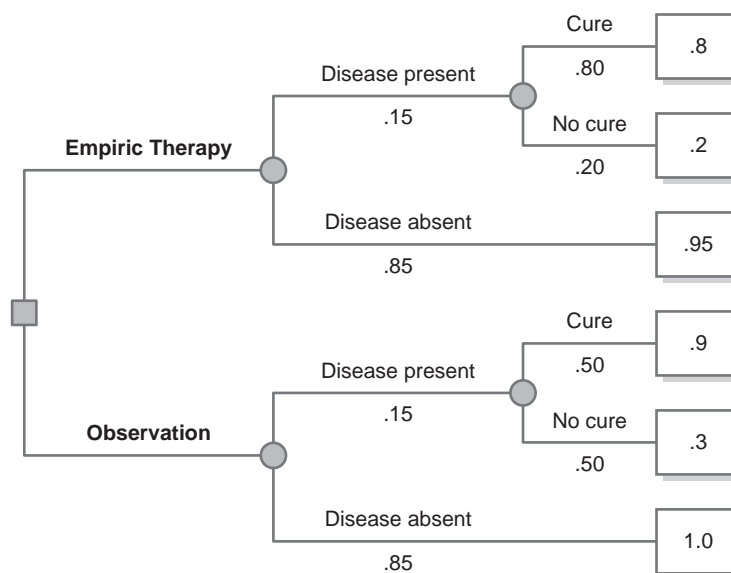 Cure
.8
.80
Disease present
.15
No cure
.2
.20
Empiric Therapy
Disease absent
.95
.85
Cure
.9
.50
Disease present
.15
No cure
.3
.50
Observation
Disease absent
1.0
.85